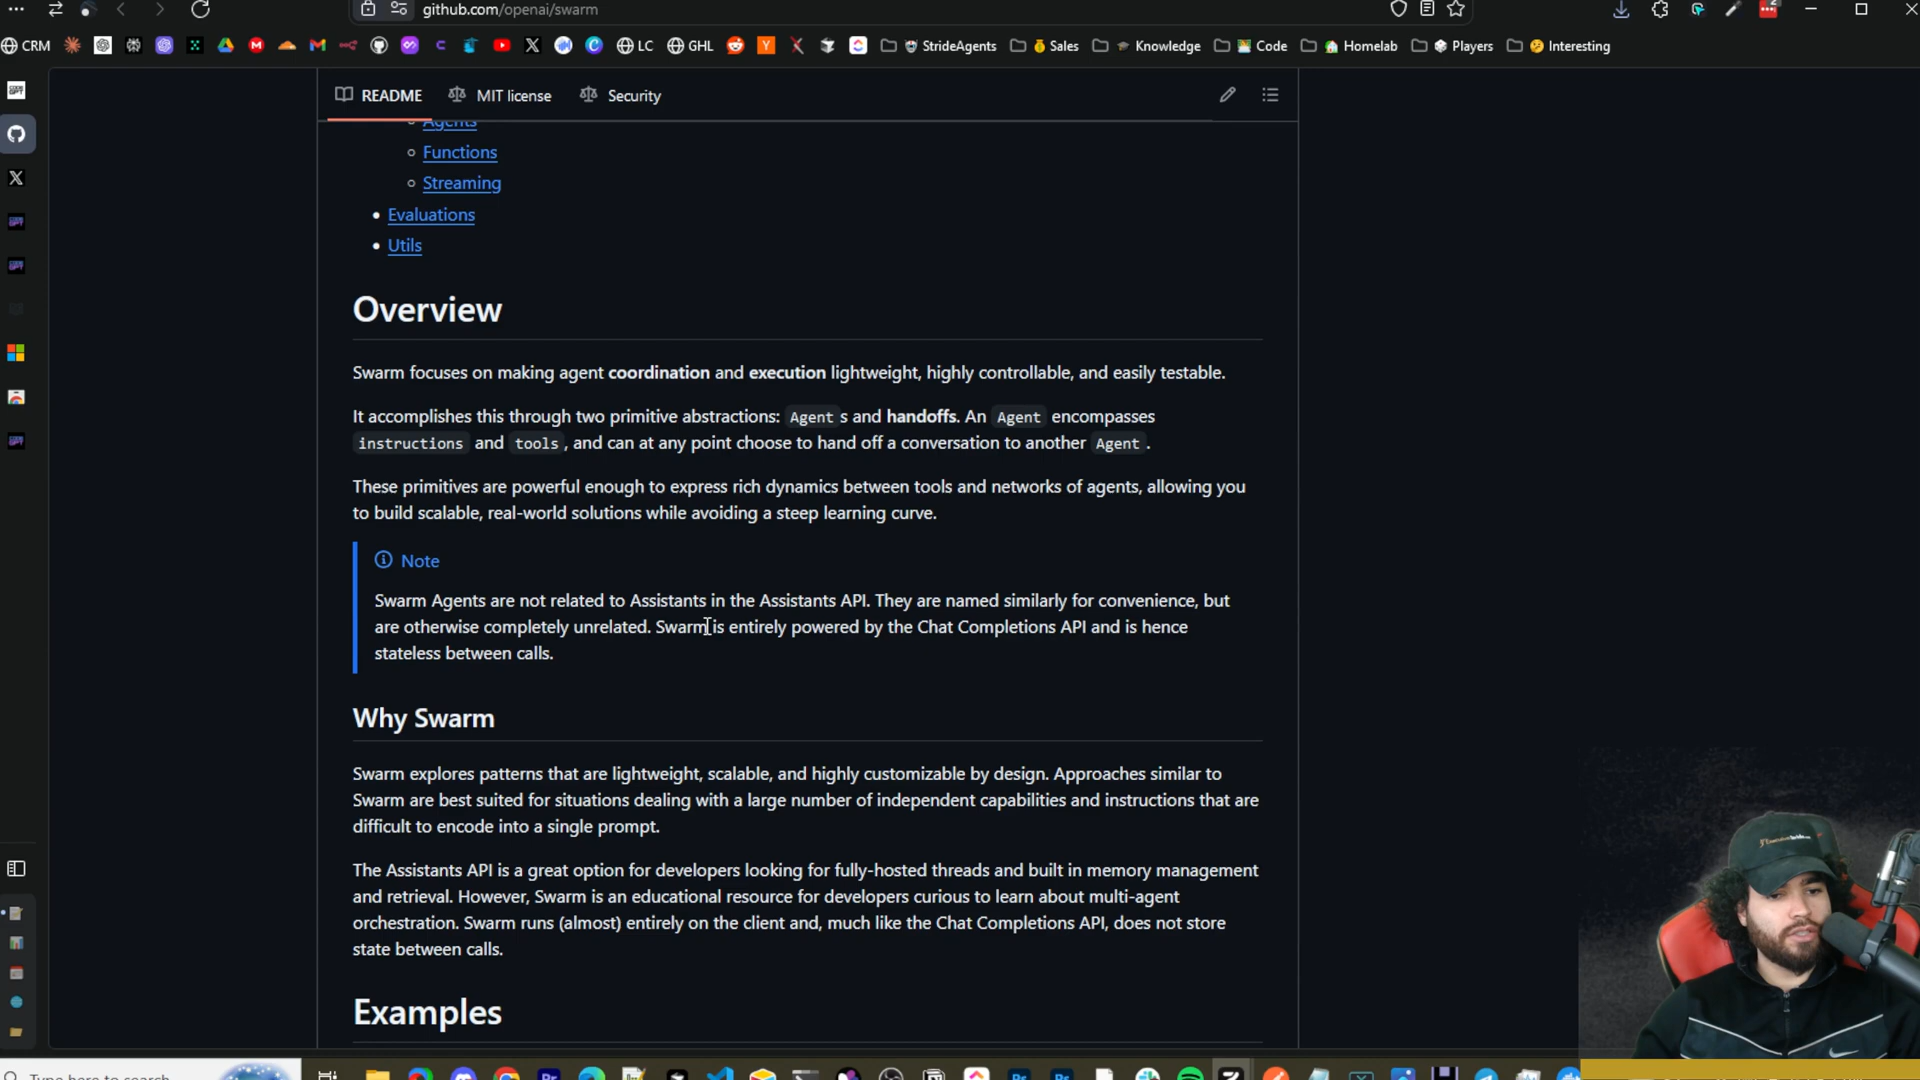 github.com/openai/swarm
CRM
LC
GHL
StrideAgents
Sales
Knowledge
Code
Homelab
Players
Interesting
README
MIT license
Security
Agents
Functions
Streaming
Evaluations
Utils
Overview
Swarm focuses on making agent coordination and execution lightweight, highly controllable, and easily testable.
It accomplishes this through two primitive abstractions: Agent s and handoffs. An Agent encompasses
instructions and tools , and can at any point choose to hand off a conversation to another Agent .
These primitives are powerful enough to express rich dynamics between tools and networks of agents, allowing you
to build scalable, real-world solutions while avoiding a steep learning curve.
Note
Swarm Agents are not related to Assistants in the Assistants API. They are named similarly for convenience, but
are otherwise completely unrelated. Swarm is entirely powered by the Chat Completions API and is hence
stateless between calls.
Why Swarm
Swarm explores patterns that are lightweight, scalable, and highly customizable by design. Approaches similar to
Swarm are best suited for situations dealing with a large number of independent capabilities and instructions that are
difficult to encode into a single prompt.
The Assistants API is a great option for developers looking for fully-hosted threads and built in memory management
and retrieval. However, Swarm is an educational resource for developers curious to learn about multi-agent
orchestration. Swarm runs (almost) entirely on the client and, much like the Chat Completions API, does not store
state between calls.
Examples
Type here to search